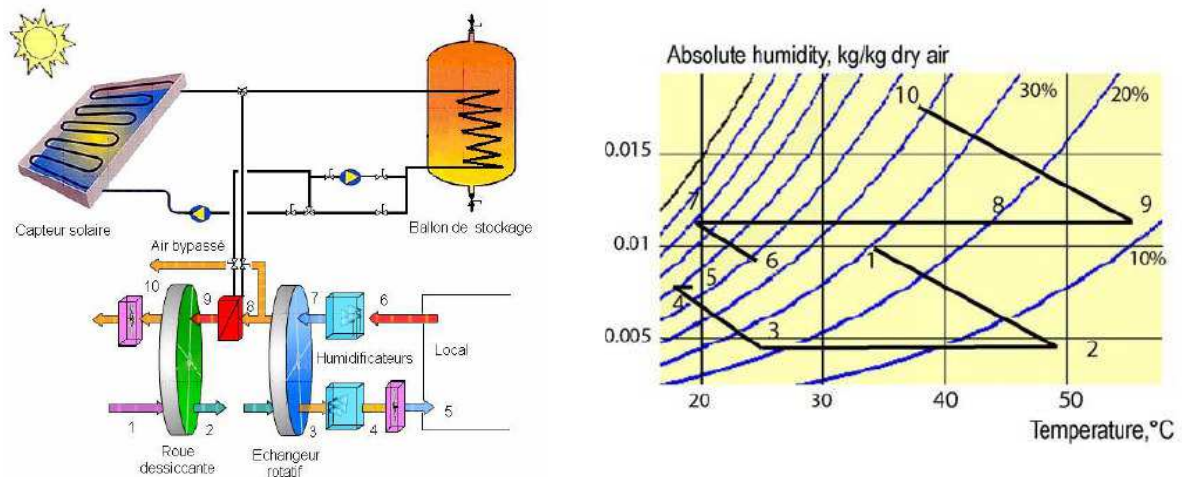 Capteur solaire
Ballon de stockage
Air bypassé
10
9
8
7
6
Humidificateurs
Local
1
2
3
4
5
Roue
dessiccante
Echangeur
rotatif
Absolute humidity, kg/kg dry air
10
30%
20%
0.015
7
8
9
0.01
6
1
5
10%
4
0.005
3
2
20
30
40
50
Temperature,°C